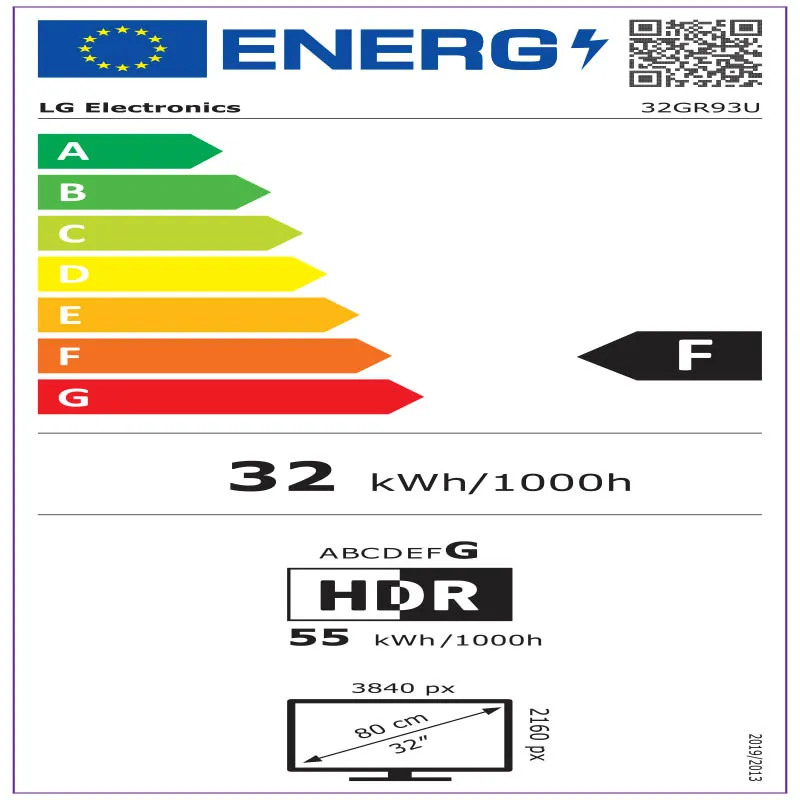 ENERG
LG Electronics 32GR93U
A
B
C
D
E
F
F
G
32 kWh/1000h
ABCDEFG
HDR
55 kWh/1000h
3840 px
80 cm
32"
2160 px
2019/2013